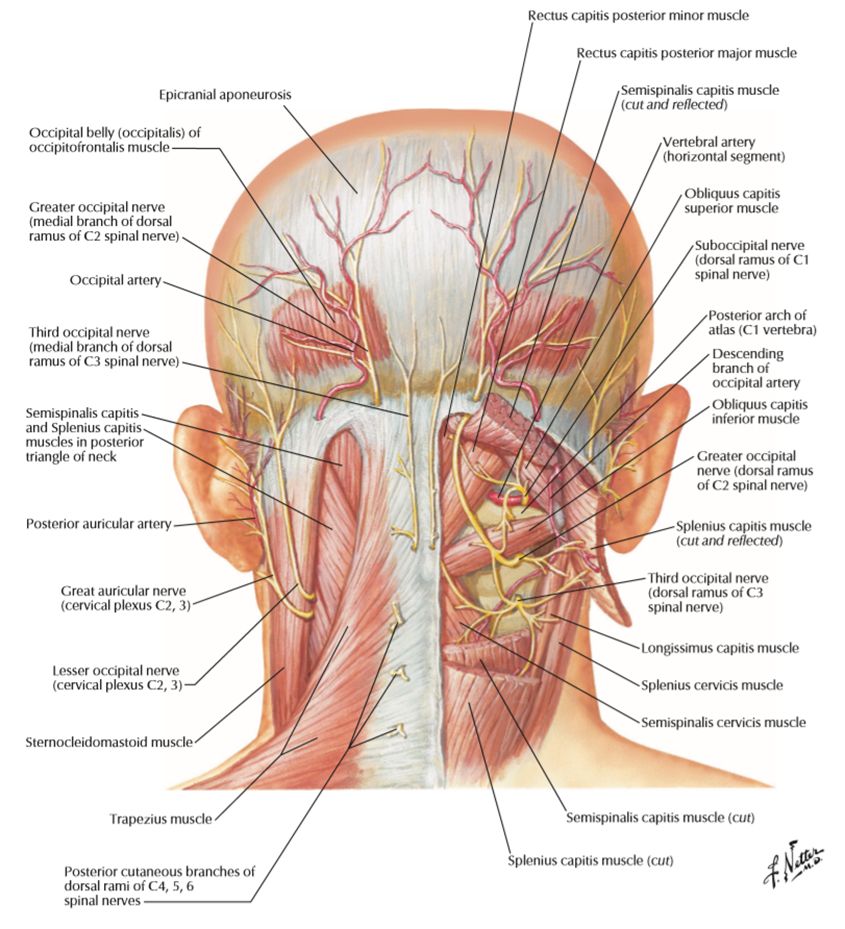 Rectus capitis posterior minor muscle
Rectus capitis posterior major muscle
Semispinalis capitis muscle
(cut and reflected)
Vertebral artery
(horizontal segment)
Obliquus capitis
superior muscle
Suboccipital nerve
(dorsal ramus of C1
spinal nerve)
Posterior arch of
atlas (C1 vertebra)
Descending
branch of
occipital artery
Obliquus capitis
inferior muscle
Greater occipital
nerve (dorsal ramus
of C2 spinal nerve)
Splenius capitis muscle
(cut and reflected)
Third occipital nerve
(dorsal ramus of C3
spinal nerve)
Longissimus capitis muscle
Splenius cervicis muscle
Semispinalis cervicis muscle
Semispinalis capitis muscle (cut)
Splenius capitis muscle (cut)
Epicranial aponeurosis
Occipital belly (occipitalis) of
occipitofrontalis muscle
Greater occipital nerve
(medial branch of dorsal
ramus of C2 spinal nerve)
Occipital artery
Third occipital nerve
(medial branch of dorsal
ramus of C3 spinal nerve)
Semispinalis capitis
and Splenius capitis
muscles in posterior
triangle of neck
Posterior auricular artery
Great auricular nerve
(cervical plexus C2, 3)
Lesser occipital nerve
(cervical plexus C2, 3)
Sternocleidomastoid muscle
Trapezius muscle
Posterior cutaneous branches of
dorsal rami of C4, 5, 6
spinal nerves
F. Netter
M.D.